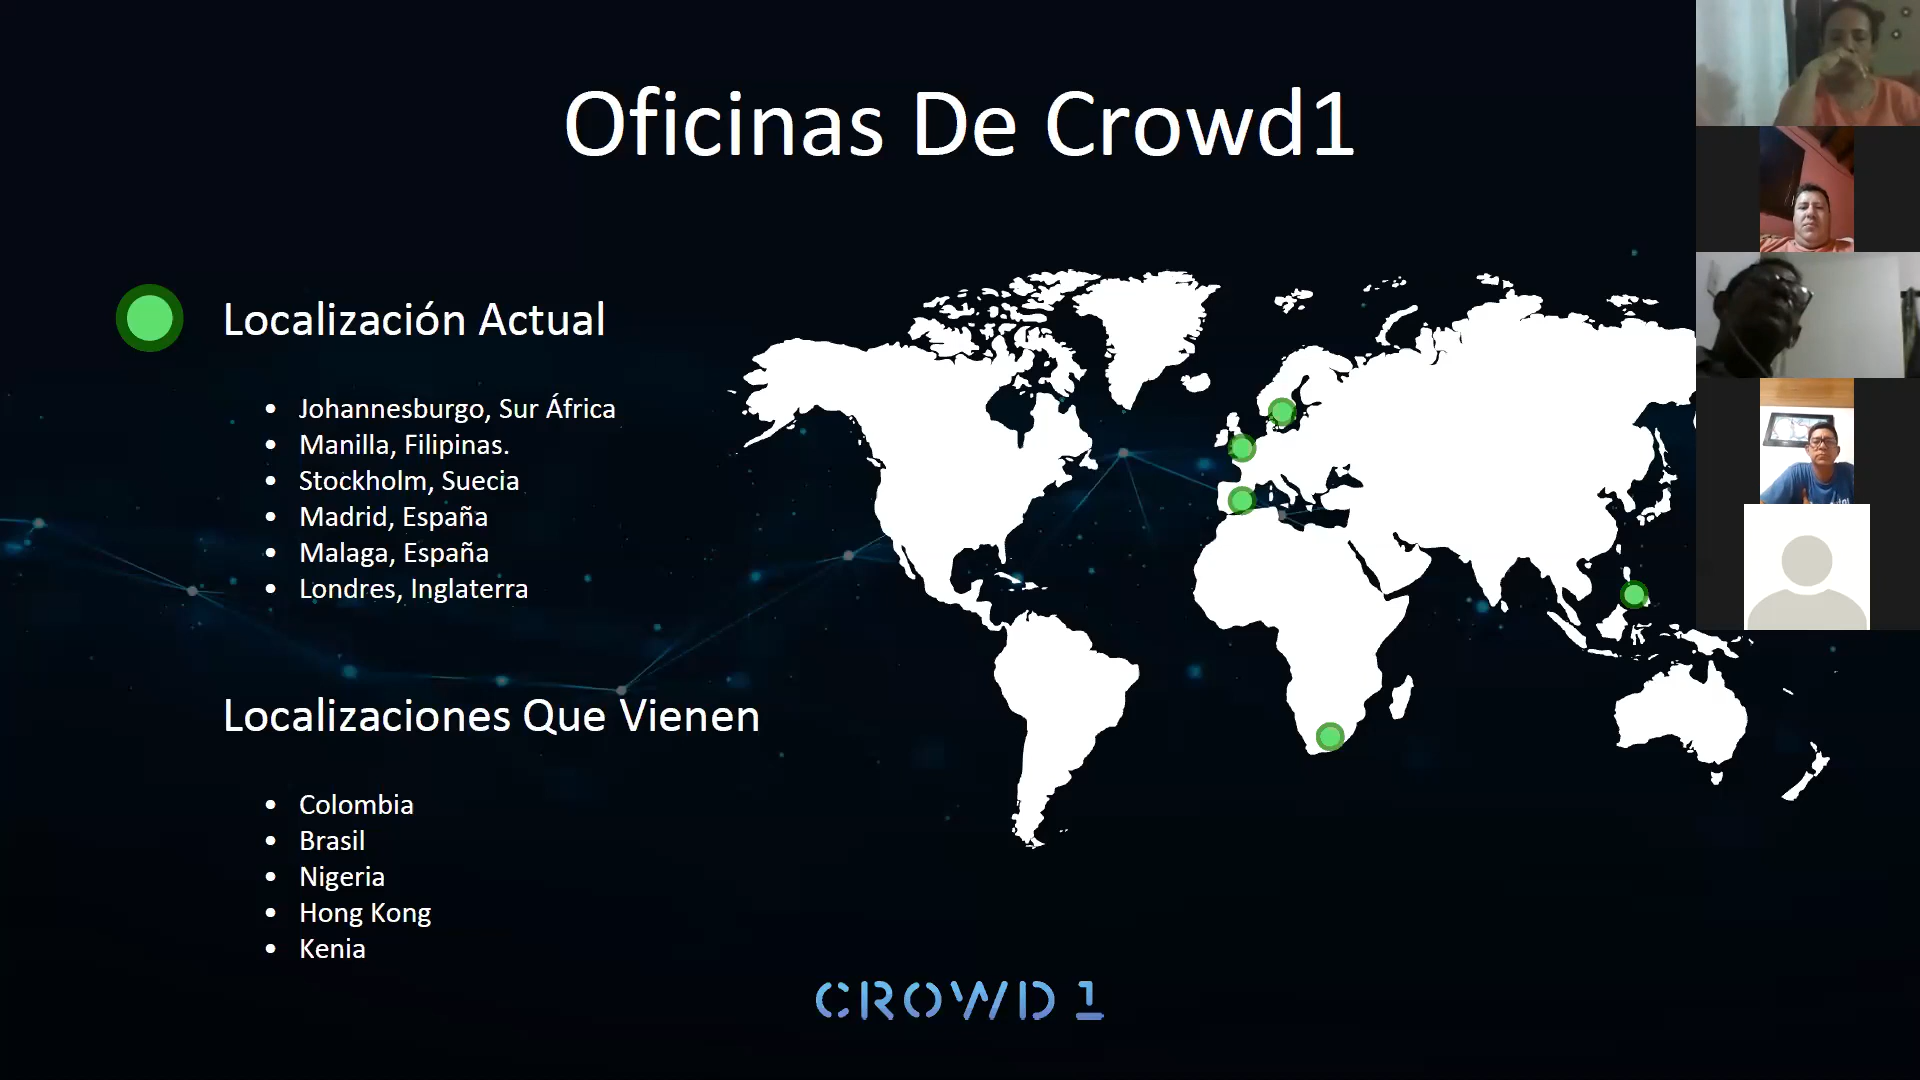 Oficinas De Crowd1
Localización Actual
• Johannesburgo, Sur África
• Manilla, Filipinas.
• Stockholm, Suecia
• Madrid, España
• Malaga, España
• Londres, Inglaterra
Localizaciones Que Vienen
• Colombia
• Brasil
• Nigeria
• Hong Kong
• Kenia
CROWD 1